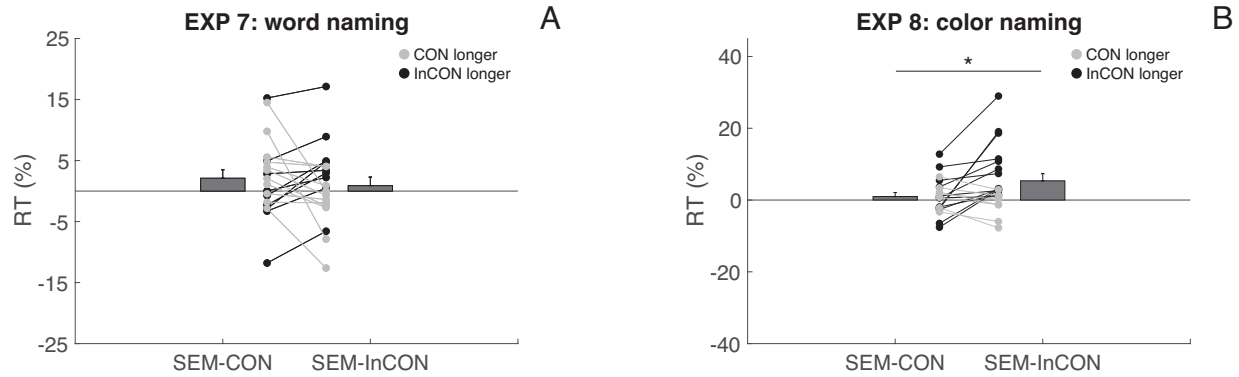 EXP 7: word naming
A
25
15
5
-5
-15
-25
RT (%)
CON longer
InCON longer
SEM-CON
SEM-InCON
EXP 8: color naming
B
40
20
0
-20
-40
RT (%)
*
CON longer
InCON longer
SEM-CON
SEM-InCON